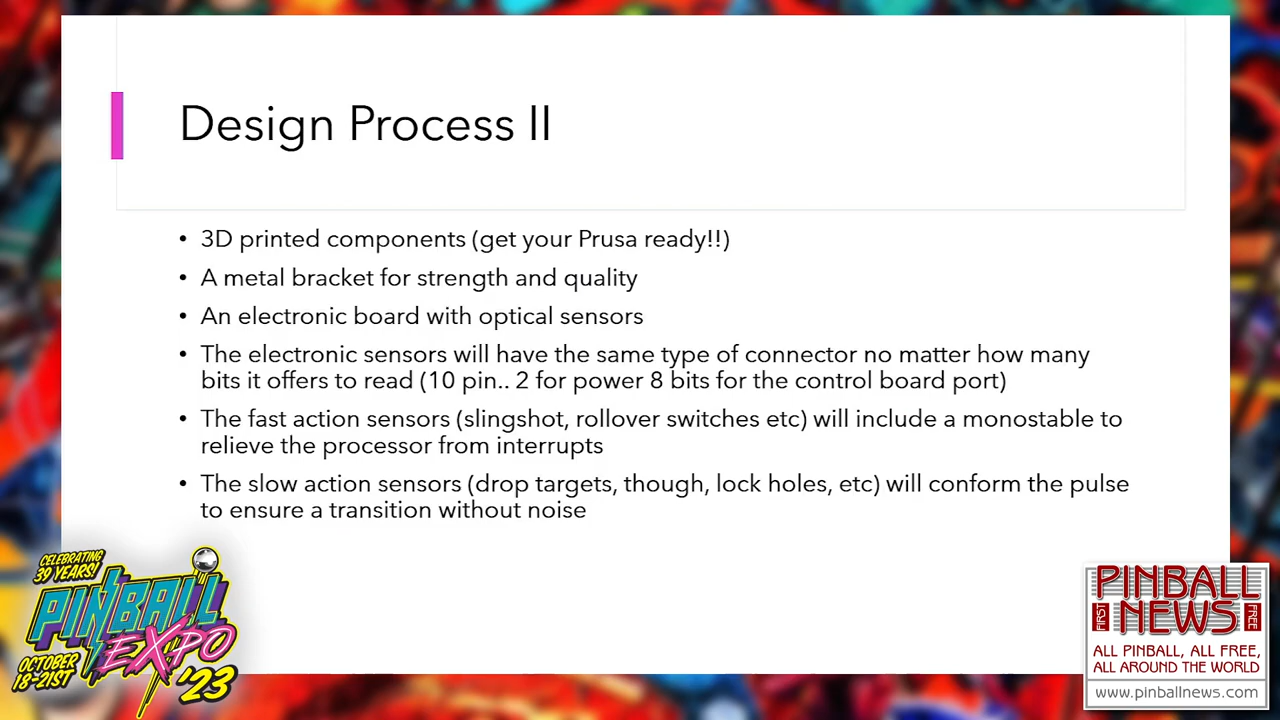 Design Process II
• 3D printed components (get your Prusa ready!!)
• A metal bracket for strength and quality
• An electronic board with optical sensors
• The electronic sensors will have the same type of connector no matter how many
bits it offers to read (10 pin.. 2 for power 8 bits for the control board port)
• The fast action sensors (slingshot, rollover switches etc) will include a monostable to
relieve the processor from interrupts
• The slow action sensors (drop targets, though, lock holes, etc) will conform the pulse
to ensure a transition without noise
CELEBRATING
39 YEARS!
PINBALL
EXPO
OCTOBER
18-21ST
'23
PINBALL
FIRST
NEWS
FREE
ALL PINBALL, ALL FREE,
ALL AROUND THE WORLD
www.pinballnews.com